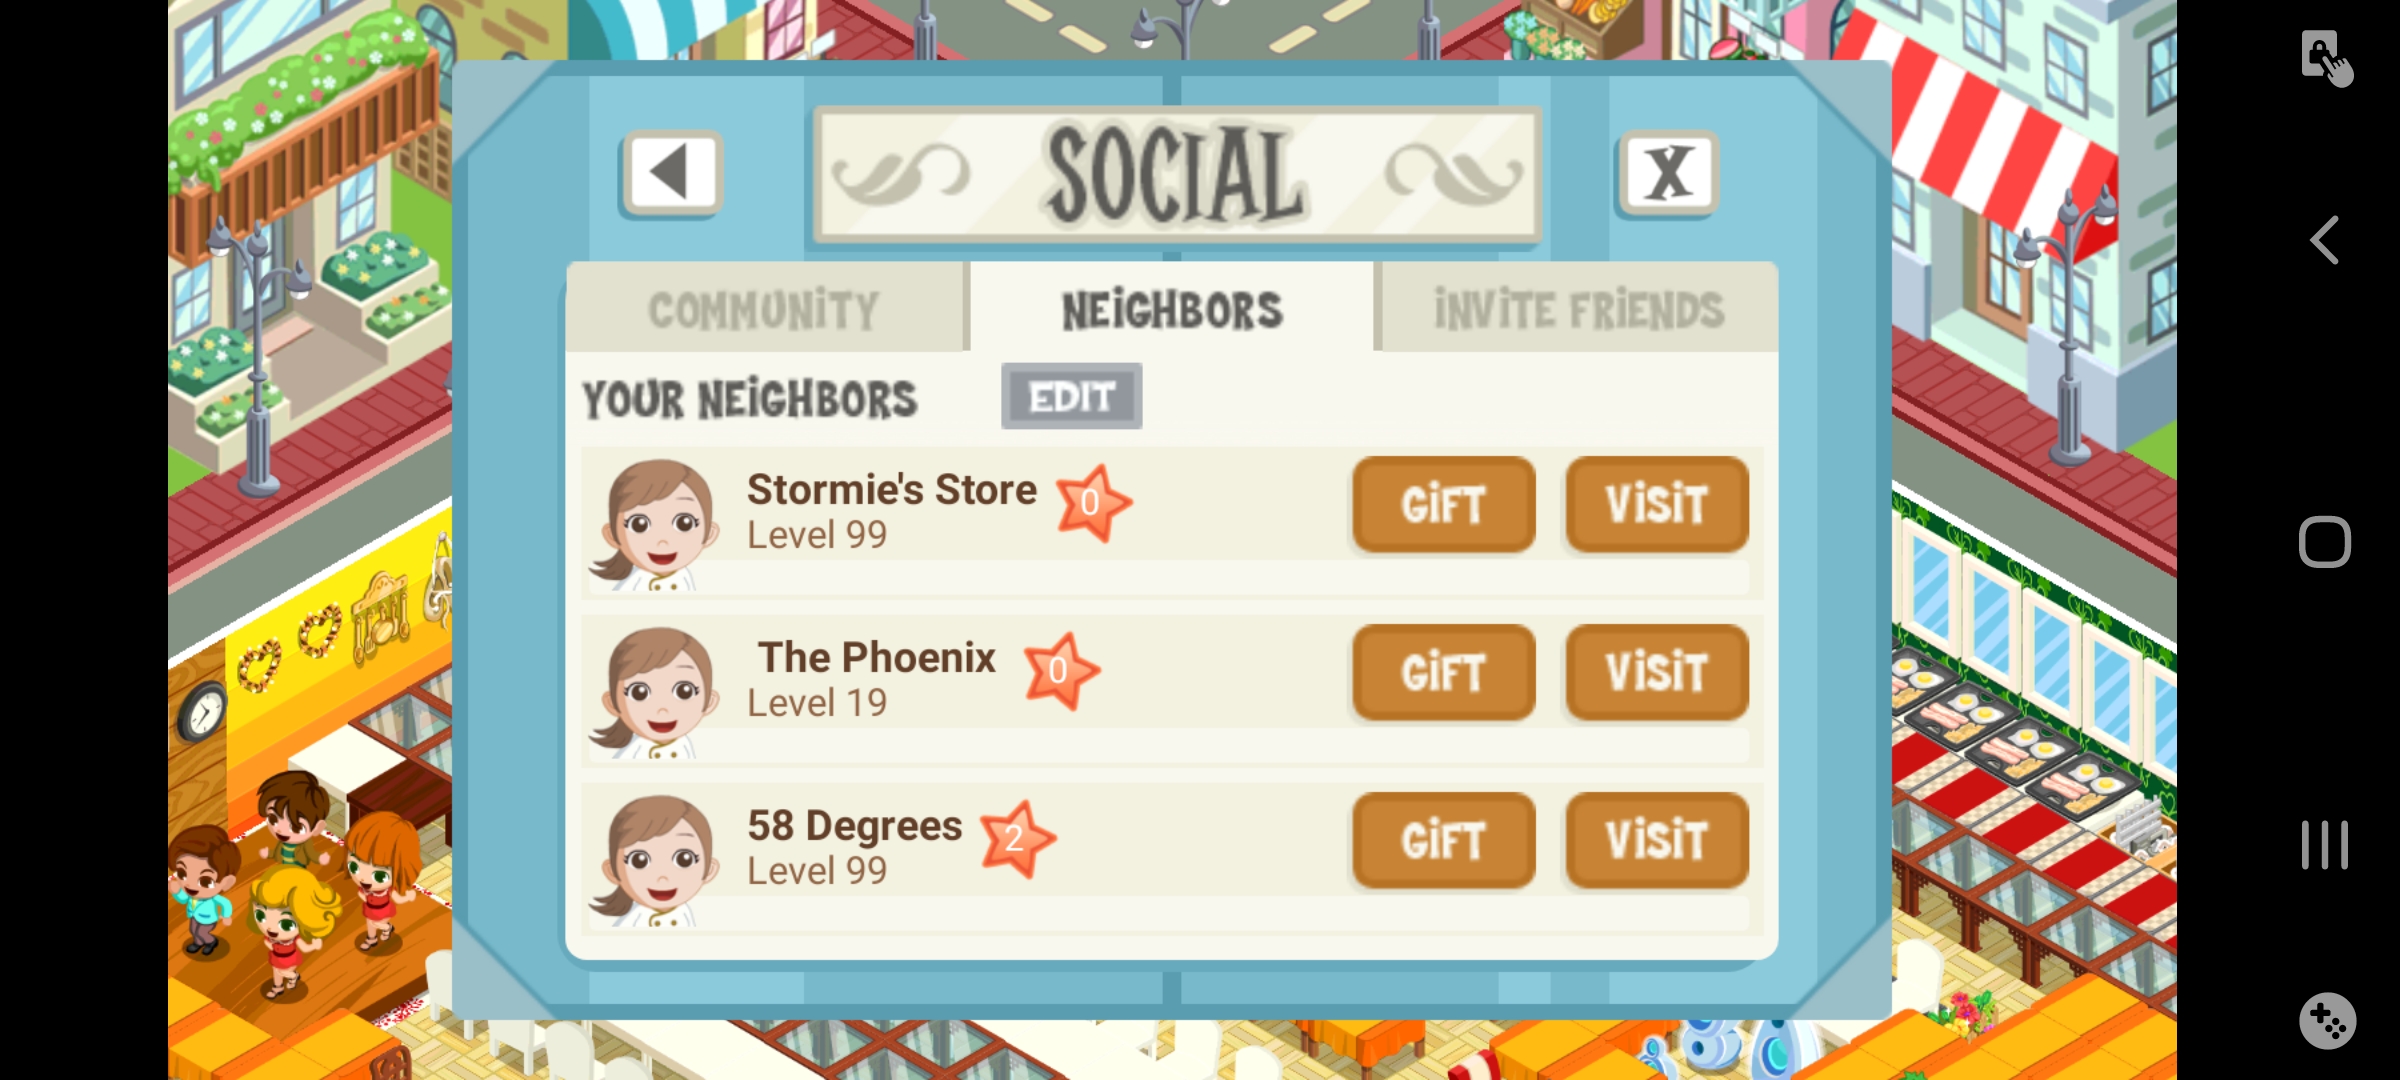 SOCIAL
X
COMMUNITY
NEIGHBORS
INVITE FRIENDS
YOUR NEIGHBORS
EDIT
Stormie's Store 0
Level 99
GIFT
VISIT
The Phoenix 0
Level 19
GIFT
VISIT
58 Degrees 2
Level 99
GIFT
VISIT